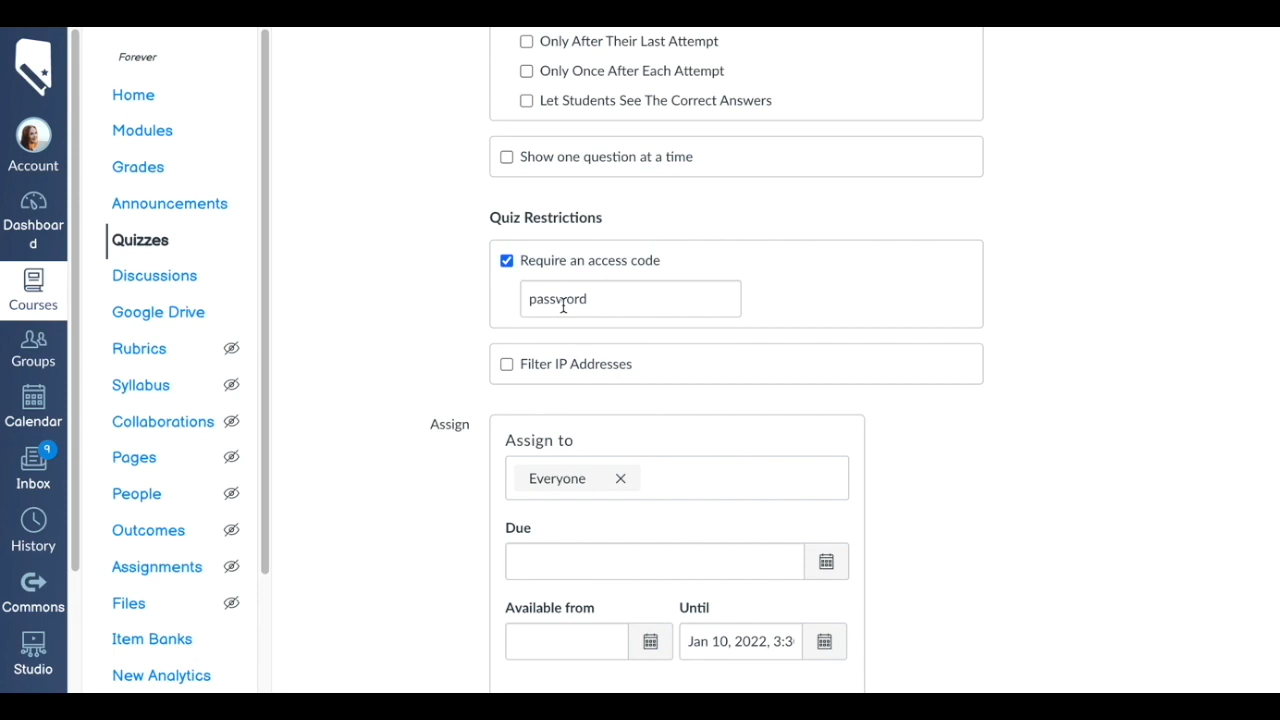 Forever
Home
Modules
Grades
Announcements
Quizzes
Discussions
Google Drive
Rubrics
Syllabus
Collaborations
Pages
People
Outcomes
Assignments
Files
Item Banks
New Analytics
Account
Dashboar
d
Courses
Groups
Calendar
9
Inbox
History
Commons
Studio
Only After Their Last Attempt
Only Once After Each Attempt
Let Students See The Correct Answers
Show one question at a time
Quiz Restrictions
Require an access code
password
Filter IP Addresses
Assign
Assign to
Everyone
Due
Available from Until
Jan 10, 2022, 3:3